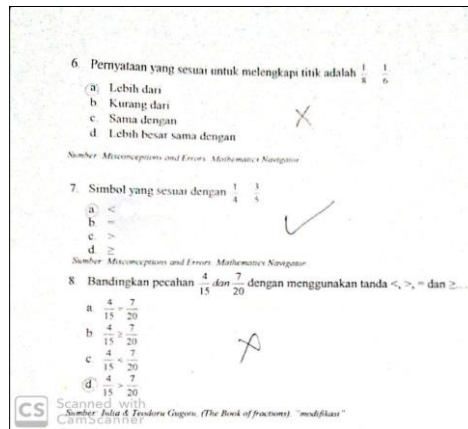 6. Pernyataan yang sesuai untuk melengkapi titik adalah 1/8 1/6
a. Lebih dari
b. Kurang dari
c. Sama dengan
d. Lebih besar sama dengan
Sumber: Misconceptions and Errors. Mathematics Navigator
7. Simbol yang sesuai dengan 1/4 3/5
a. <
b. =
c. >
d. ≥
Sumber: Misconceptions and Errors. Mathematics Navigator
8. Bandingkan pecahan 4/15 dan 7/20 dengan menggunakan tanda <, >, = dan ≥....
a. 4/15 = 7/20
b. 4/15 ≥ 7/20
c. 4/15 < 7/20
d. 4/15 > 7/20
Sumber: Julia & Teodoru Gugoiu, (The Book of fractions). "modifikasi"
CS Scanned with
CamScanner